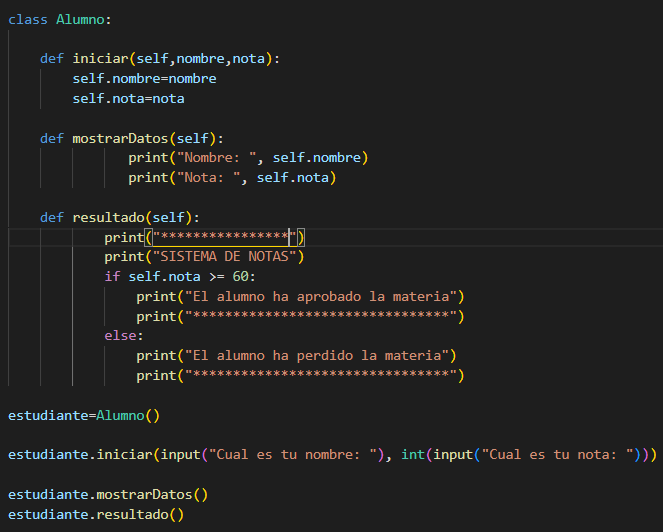 class Alumno:
def iniciar(self,nombre,nota):
self.nombre=nombre
self.nota=nota
def mostrarDatos(self):
print("Nombre: ", self.nombre)
print("Nota: ", self.nota)
def resultado(self):
print("****************")
print("SISTEMA DE NOTAS")
if self.nota >= 60:
print("El alumno ha aprobado la materia")
print("********************************")
else:
print("El alumno ha perdido la materia")
print("********************************")
estudiante=Alumno()
estudiante.iniciar(input("Cual es tu nombre: "), int(input("Cual es tu nota: ")))
estudiante.mostrarDatos()
estudiante.resultado()